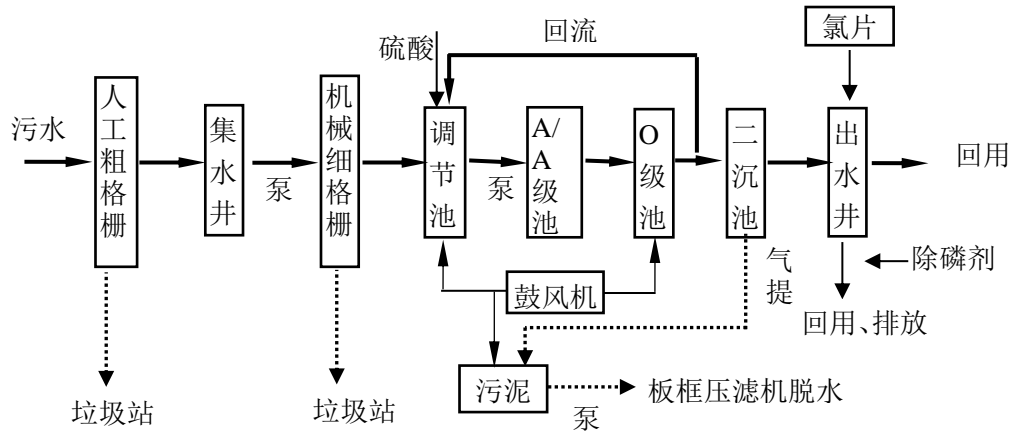 氯片
硫酸
回流
污水
人工粗格栅
集水井
泵
机械细格栅
调节池
泵
A/A级池
O级池
二沉池
出水井
回用
气提
除磷剂
鼓风机
回用、排放
污泥
泵
板框压滤机脱水
垃圾站
垃圾站